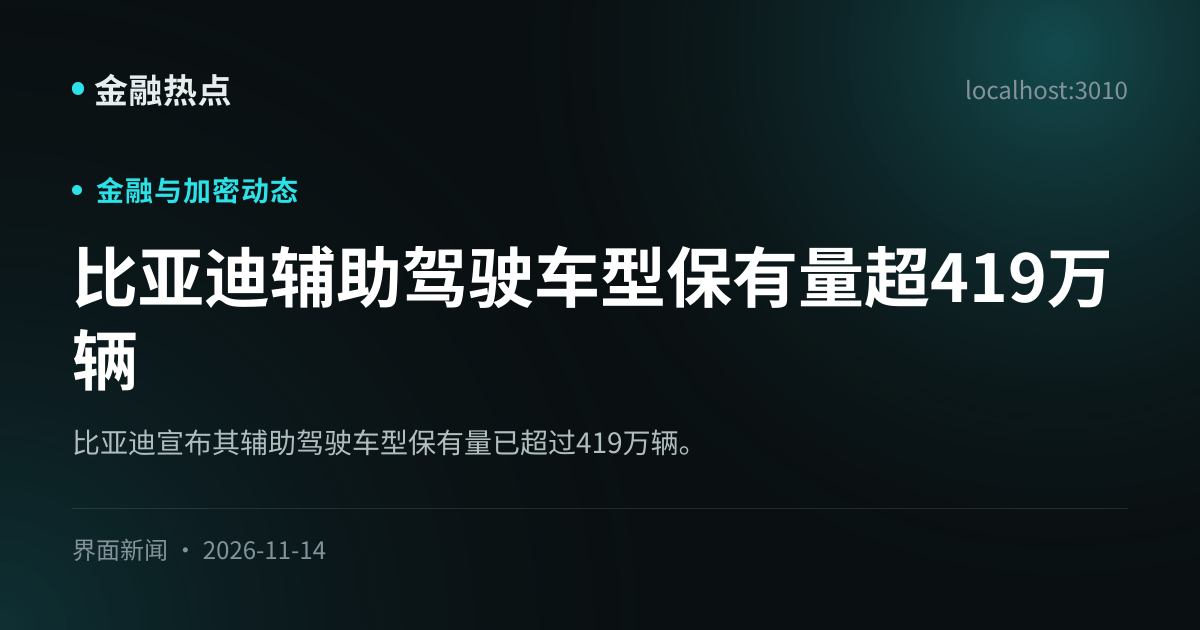 金融热点
localhost:3010
金融与加密动态
比亚迪辅助驾驶车型保有量超419万
辆
比亚迪宣布其辅助驾驶车型保有量已超过419万辆。
界面新闻 • 2026-11-14